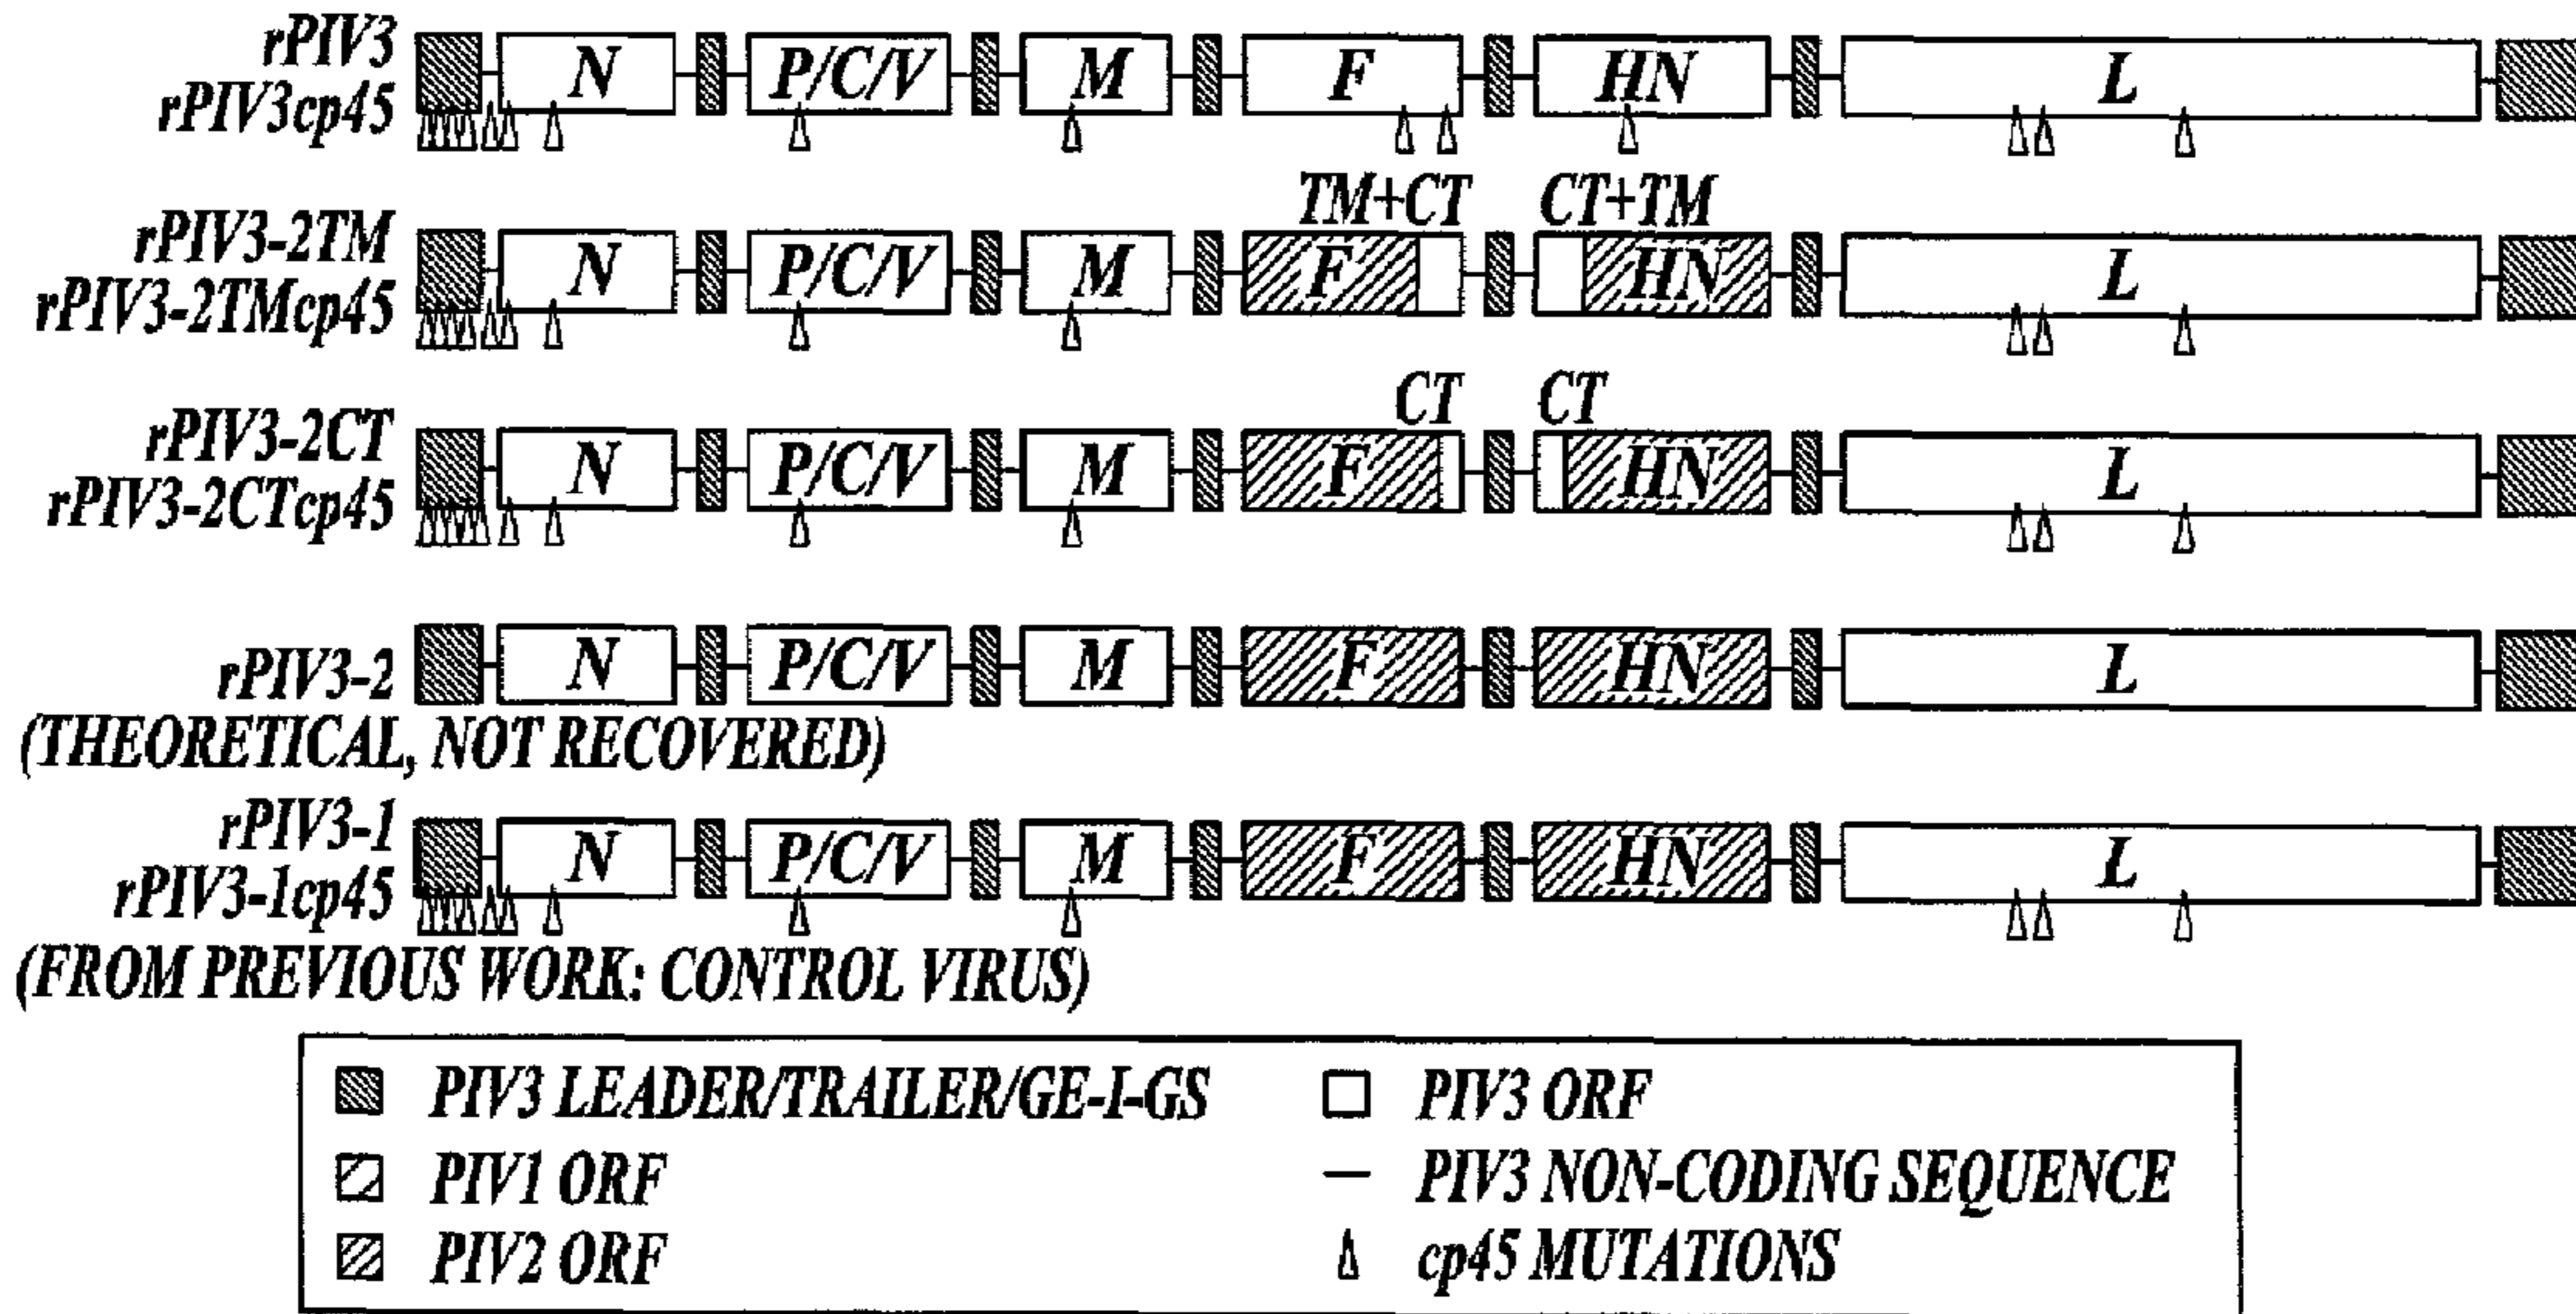 rPIV3
rPIV3cp45
N P/C/V M F HN L
TM+CT CT+TM
rPIV3-2TM
rPIV3-2TMcp45
N P/C/V M F HN L
CT CT
rPIV3-2CT
rPIV3-2CTcp45
N P/C/V M F HN L
rPIV3-2
N P/C/V M F HN L
(THEORETICAL, NOT RECOVERED)
rPIV3-1
rPIV3-1cp45
N P/C/V M F HN L
(FROM PREVIOUS WORK: CONTROL VIRUS)
PIV3 LEADER/TRAILER/GE-I-GS
PIV3 ORF
PIV1 ORF
PIV3 NON-CODING SEQUENCE
PIV2 ORF
cp45 MUTATIONS